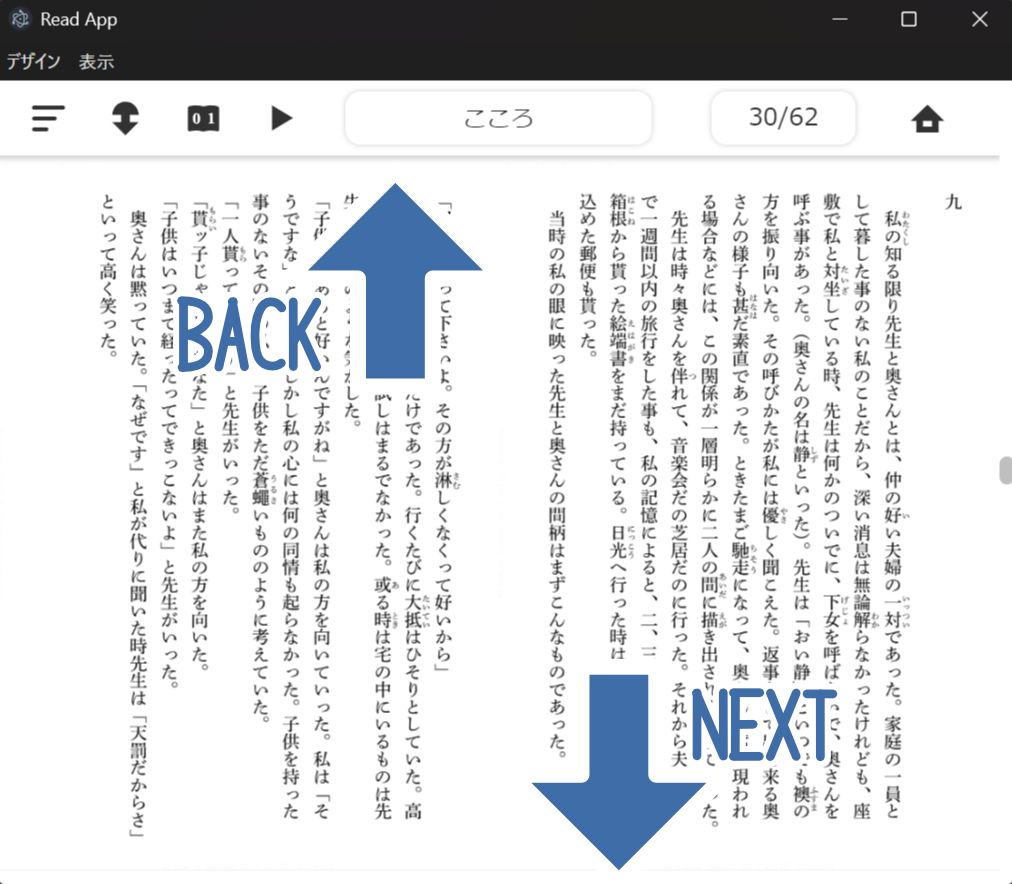 Read App
デザイン 表示
01
こころ
30/62
九
私の知る限り先生と奥さんとは、仲の好い夫婦の一対であった。家庭の一員と
して暮した事のない私のことだから、深い消息は無論解らなかったけれども、座
敷で私と対坐している時、先生は何かのついでに、下女を呼ばいで、奥さんを
呼ぶ事があった。(奥さんの名は静といった)。先生は「おい静といつでも襖の
方を振り向いた。その呼びかたが私には優しく聞こえた。返事来る奥
さんの様子も甚だ素直であった。ときたまご馳走になって、奥現われ
る場合などには、この関係が一層明らかに二人の間に描き出さた。
先生は時々奥さんを伴れて、音楽会だの芝居だのに行った。それから夫
で一週間以内の旅行をした事も、私の記憶によると、二、三
箱根から貰った絵端書をまだ持っている。日光へ行った時は
込めた郵便も貰った。
当時の私の眼に映った先生と奥さんの間柄はまずこんなものであった。
NEXT
BACK
って下さいよ。その方が淋しくなくって好いから」
だけであった。行くたびに大抵はひそりとしていた。高
試しはまるでなかった。或る時は宅の中にいるものは先
した。
「子 あると好いんですがね」と奥さんは私の方を向いていった。私は「そ
うですな」 しかし私の心には何の同情も起らなかった。子供を持った
事のないその 子供をただ蒼蠅いもののように考えていた。
「一人貰って と先生がいった。
「貰ッ子じゃ なた」と奥さんはまた私の方を向いた。
「子供はいつまで経ったってできっこないよ」と先生がいった。
奥さんは黙っていた。「なぜです」と私が代りに聞いた時先生は「天罰だからさ」
といって高く笑った。